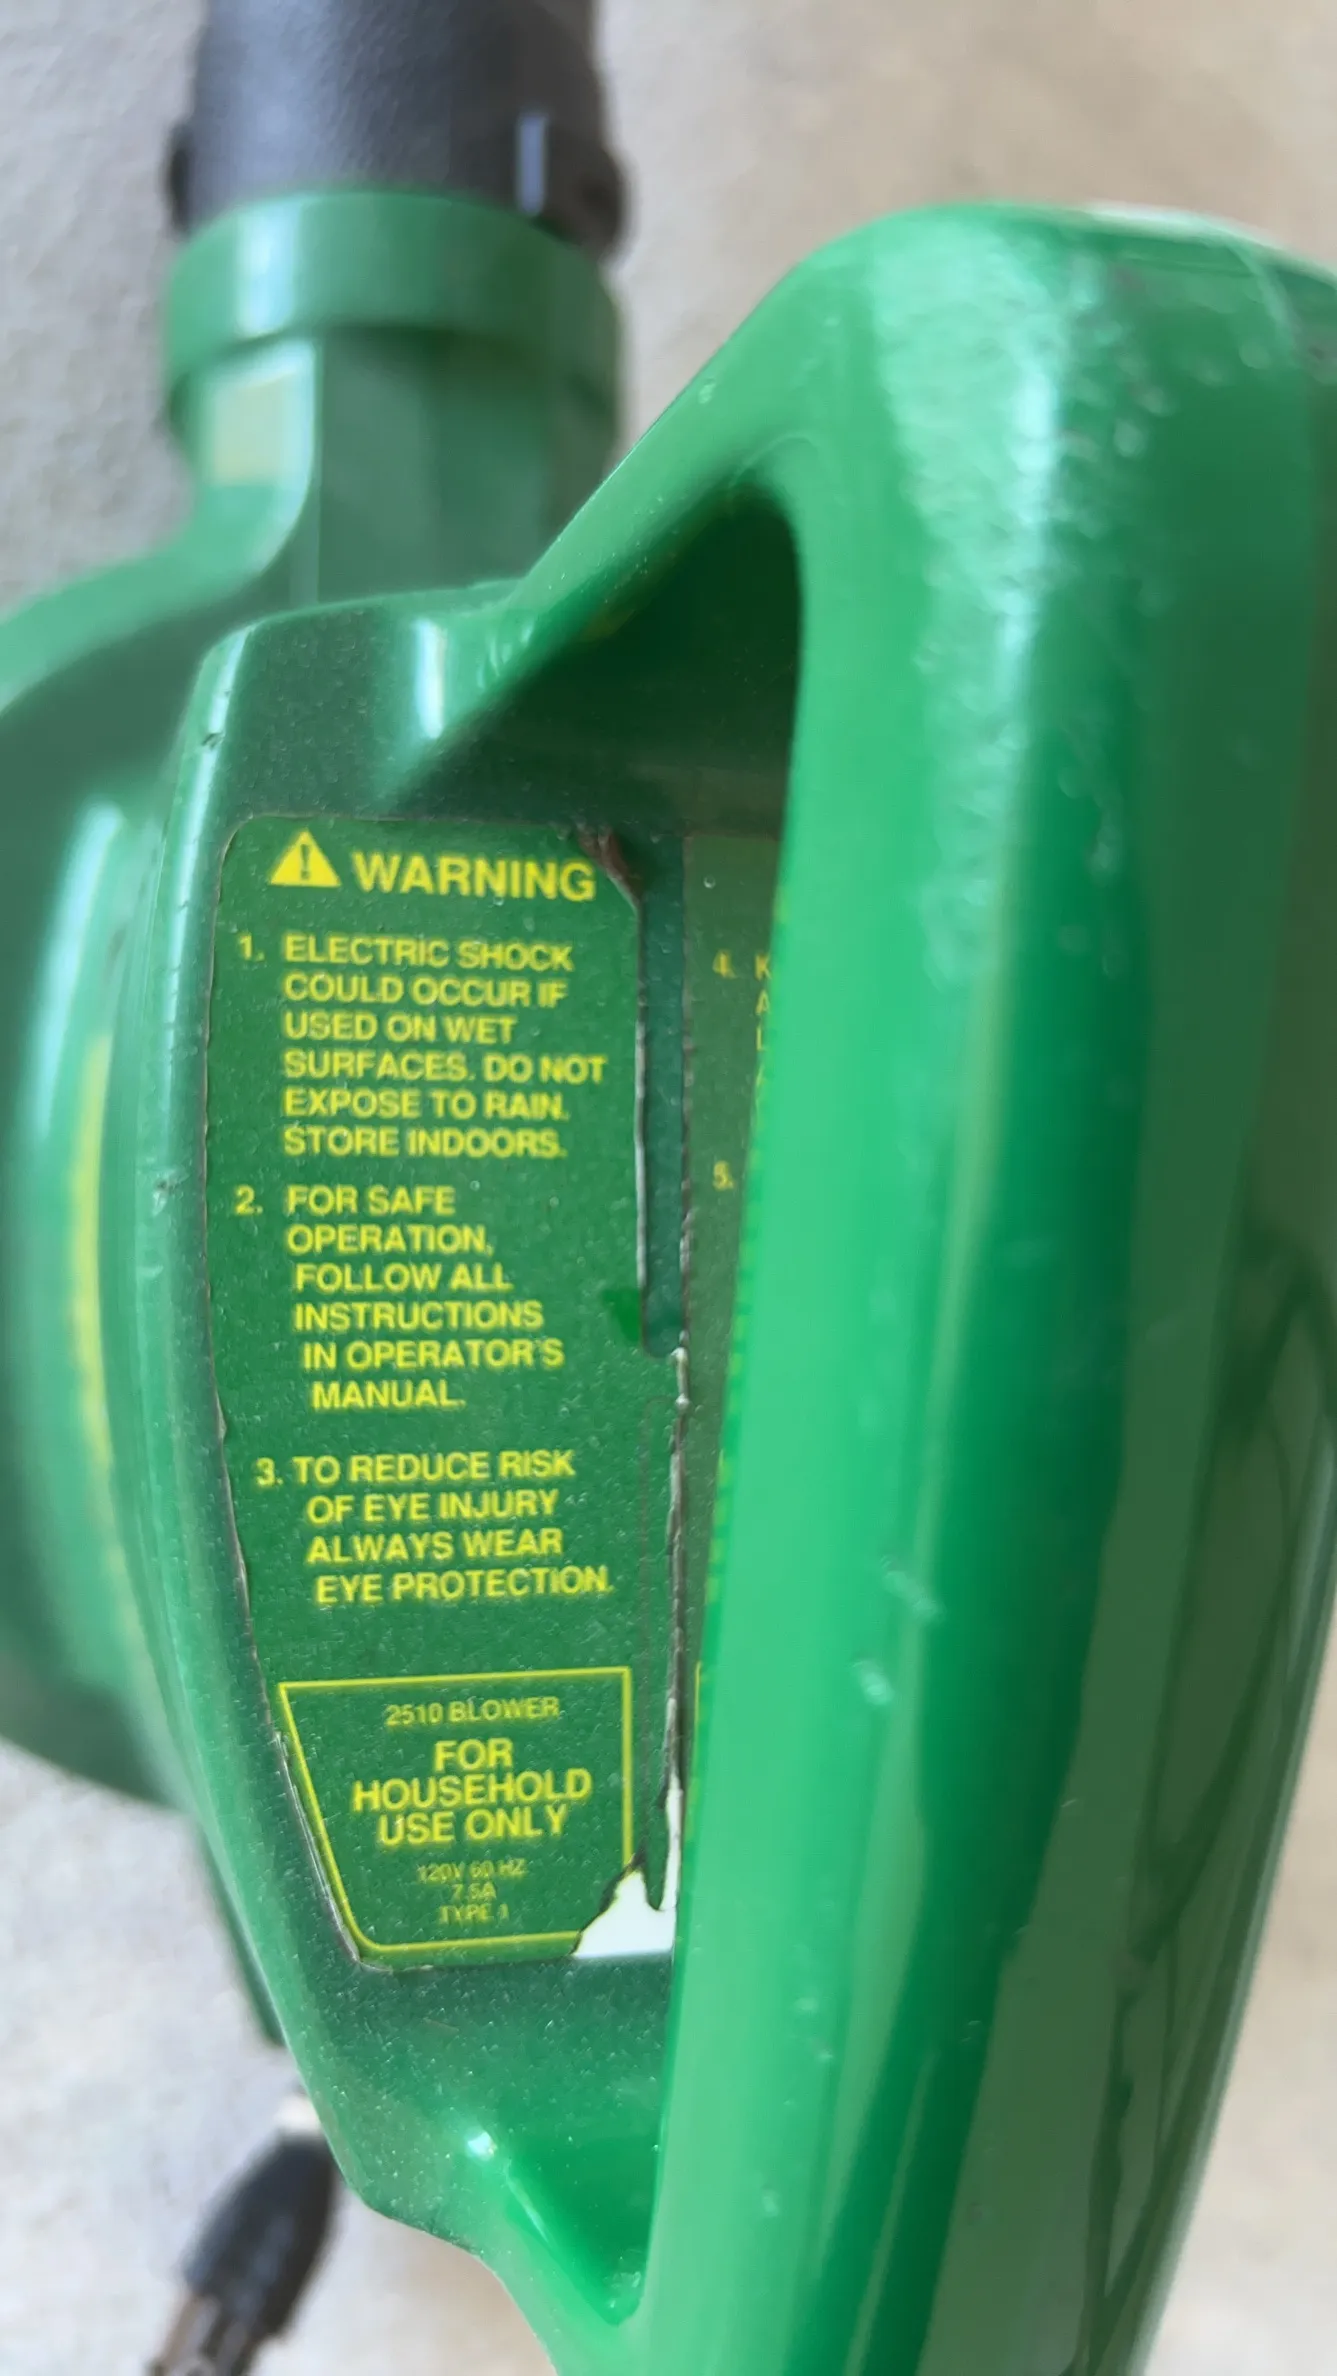 WARNING
1. ELECTRIC SHOCK
COULD OCCUR IF
USED ON WET
SURFACES. DO NOT
EXPOSE TO RAIN.
STORE INDOORS.
2. FOR SAFE
OPERATION,
FOLLOW ALL
INSTRUCTIONS
IN OPERATOR'S
MANUAL.
3. TO REDUCE RISK
OF EYE INJURY
ALWAYS WEAR
EYE PROTECTION.
2510 BLOWER
FOR
HOUSEHOLD
USE ONLY
120V 60 HZ
7.5A
TYPE 1
4. K
A
L
5.